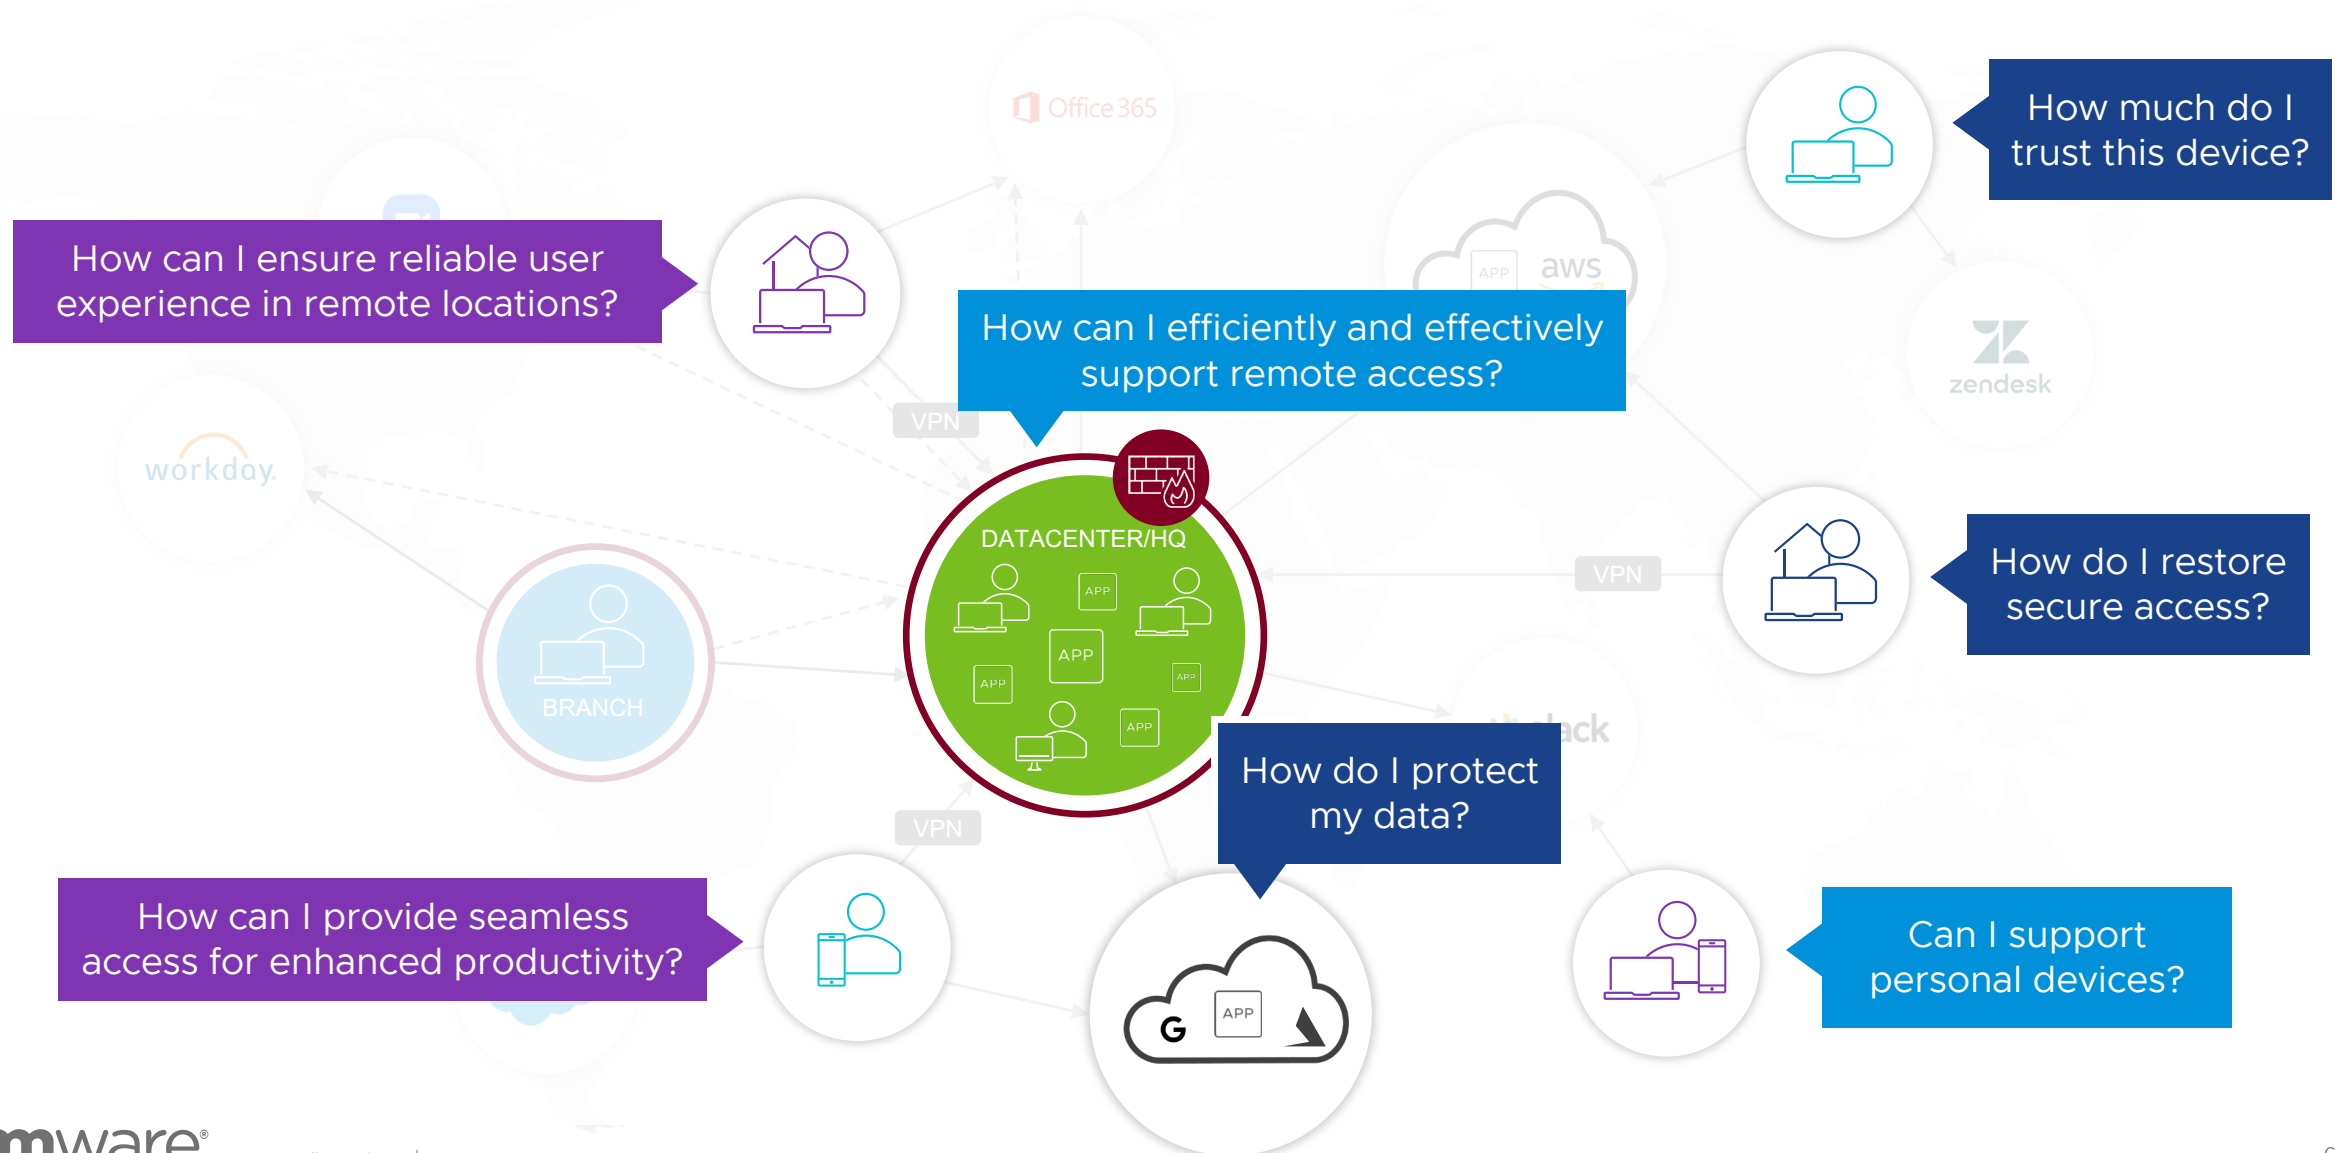 Office 365
How much do I
trust this device?
How can I ensure reliable user
experience in remote locations?
APP
aws
How can I efficiently and effectively
support remote access?
zendesk
VPN
workday.
DATACENTER/HQ
APP
VPN
How do I restore
secure access?
APP
APP
APP
APP
BRANCH
How do I protect
my data?
VPN
How can I provide seamless
access for enhanced productivity?
Can I support
personal devices?
G
APP